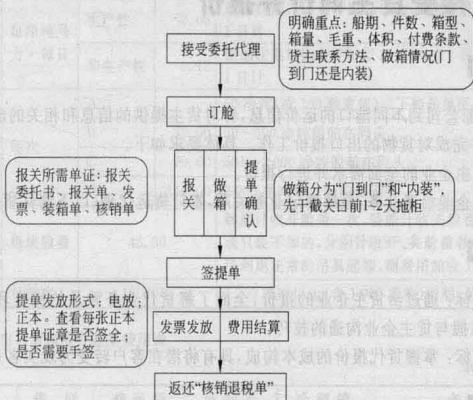 接受委托代理
明确重点：船期、件数、箱型、
箱量、毛重、体积、付费条款、
货主联系方法、做箱情况(门
到门还是内装)
订舱
报关所需单证：报关
委托书、报关单、发
票、装箱单、核销单
报关
做箱
提单认
做箱分为“门到门”和“内装”，
先于截关日前1~2天拖柜
签提单
提单发放形式：电放；
正本。查看每张正本
提单证章是否签全；
是否需要手签
发票发放
费用结算
返还“核销退税单”